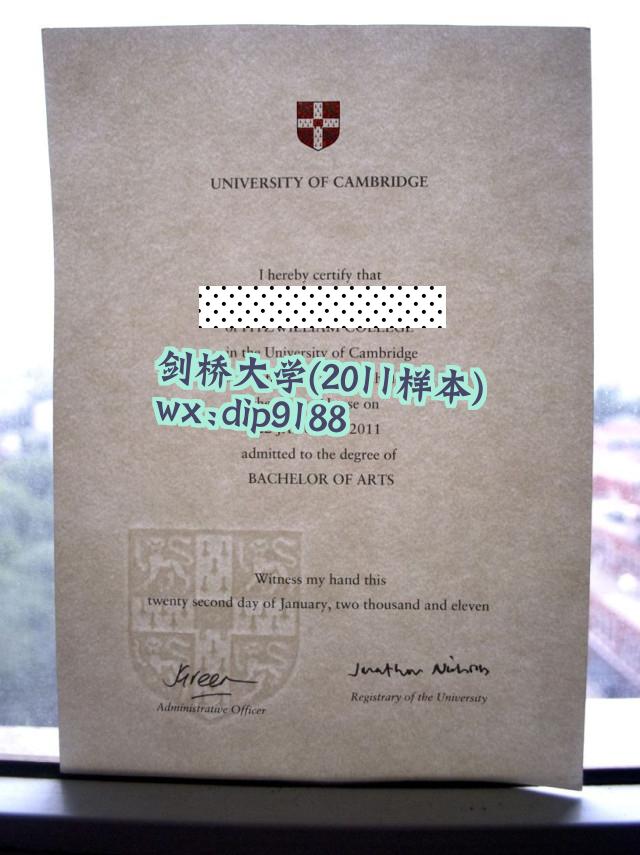 UNIVERSITY OF CAMBRIDGE
I hereby certify that
in the University of Cambridge
剑桥大学(2011样本)
on
wx:dip9188
2011
admitted to the degree of
BACHELOR OF ARTS
Witness my hand this
twenty second day of January, two thousand and eleven
Administrative Officer
Registrary of the University